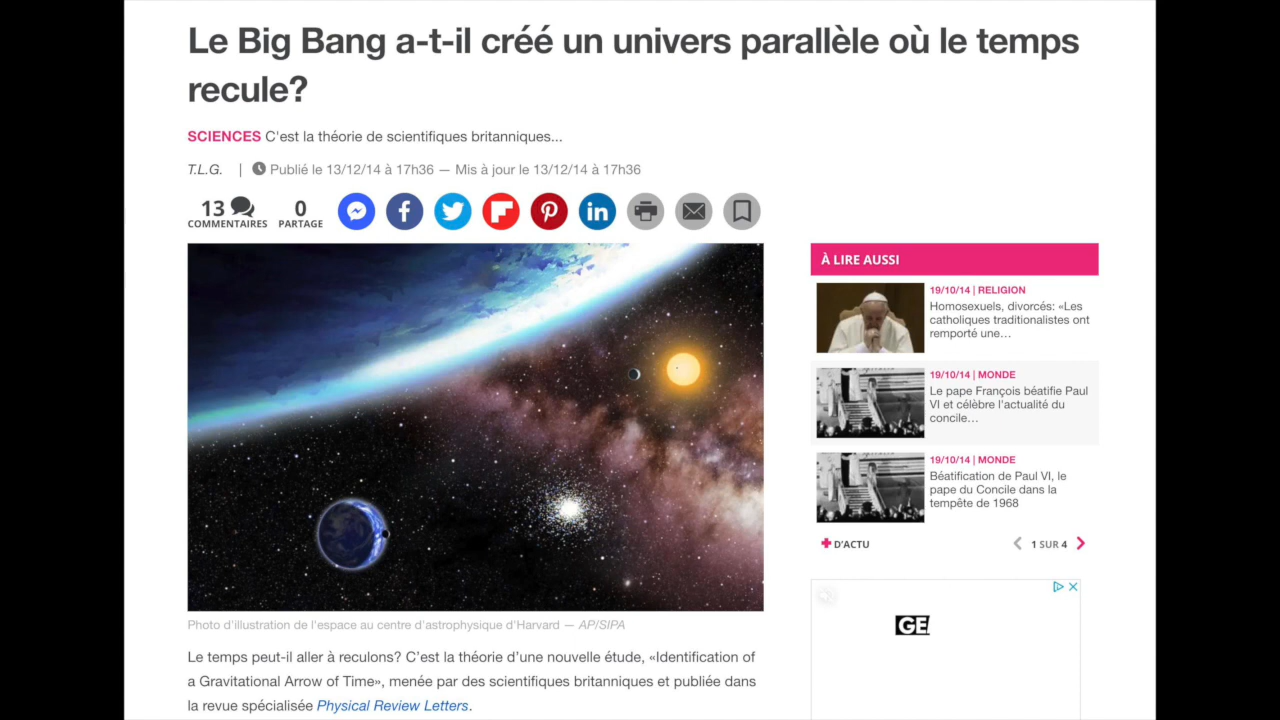 Le Big Bang a-t-il créé un univers parallèle où le temps
recule?
SCIENCES C'est la théorie de scientifiques britanniques...
T.L.G. | Publié le 13/12/14 à 17h36 — Mis à jour le 13/12/14 à 17h36
13
COMMENTAIRES
0
PARTAGE
Photo d'illustration de l'espace au centre d'astrophysique d'Harvard — AP/SIPA
Le temps peut-il aller à reculons? C'est la théorie d'une nouvelle étude, «Identification of
a Gravitational Arrow of Time», menée par des scientifiques britanniques et publiée dans
la revue spécialisée Physical Review Letters.
À LIRE AUSSI
19/10/14 | RELIGION
Homosexuels, divorcés: «Les
catholiques traditionalistes ont
remporté une…
19/10/14 | MONDE
Le pape François béatifie Paul
VI et célèbre l'actualité du
concile…
19/10/14 | MONDE
Béatification de Paul VI, le
pape du Concile dans la
tempête de 1968
D'ACTU
1 SUR 4
GE